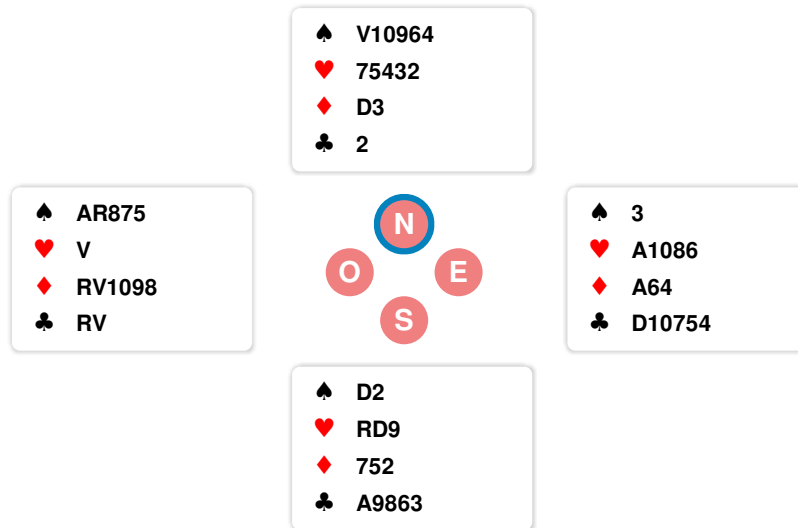 ♠ V10964
♥ 75432
♦ D3
♣ 2
♠ AR875
♥ V
♦ RV1098
♣ RV
N
O E
S
♠ 3
♥ A1086
♦ A64
♣ D10754
♠ D2
♥ RD9
♦ 752
♣ A9863